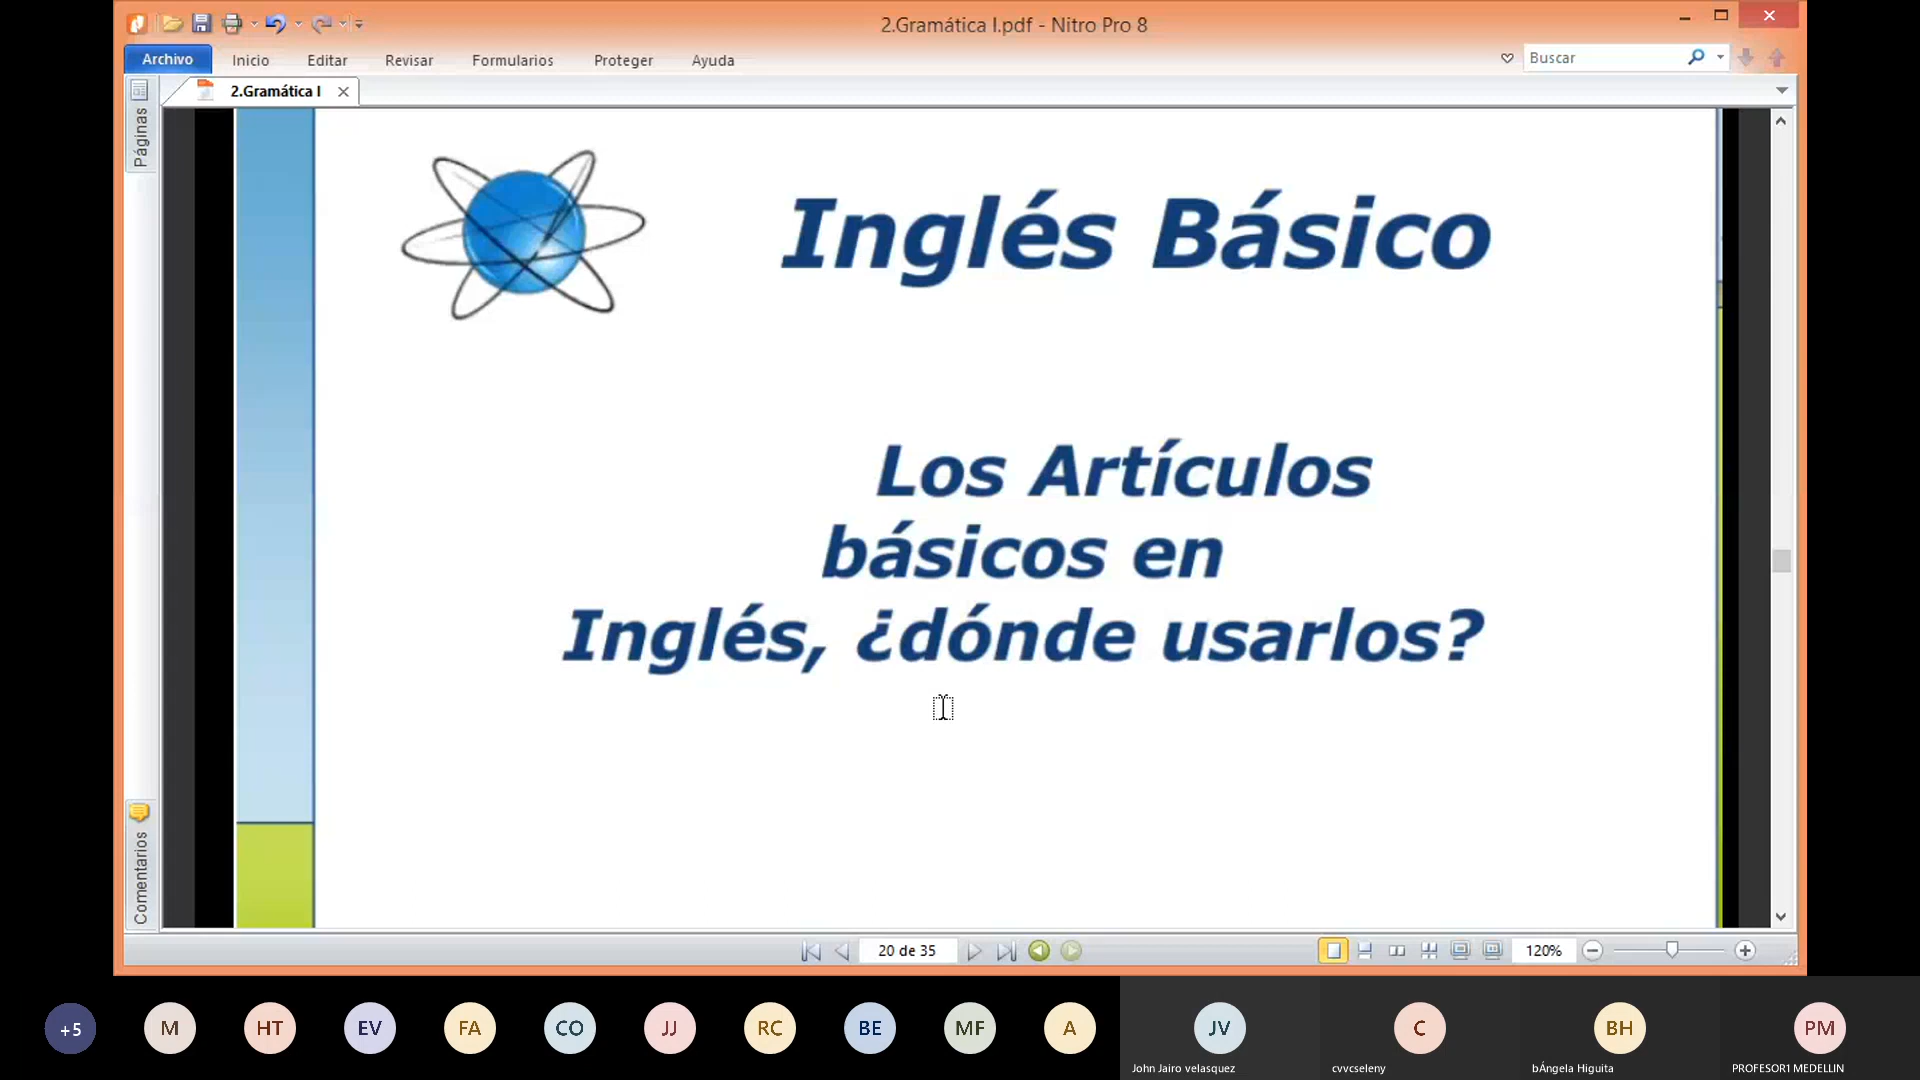 2.Gramática I.pdf - Nitro Pro 8
Archivo Inicio Editar Revisar Formularios Proteger Ayuda Buscar
2.Gramática I
Páginas
Inglés Básico
Los Artículos
básicos en
Inglés, ¿dónde usarlos?
Comentarios
20 de 35
120%
+5 M HT EV FA CO JJ RC BE MF A JV C BH PM
John Jairo velasquez cvvcseleny bÁngela Higuita PROFESOR1 MEDELLIN